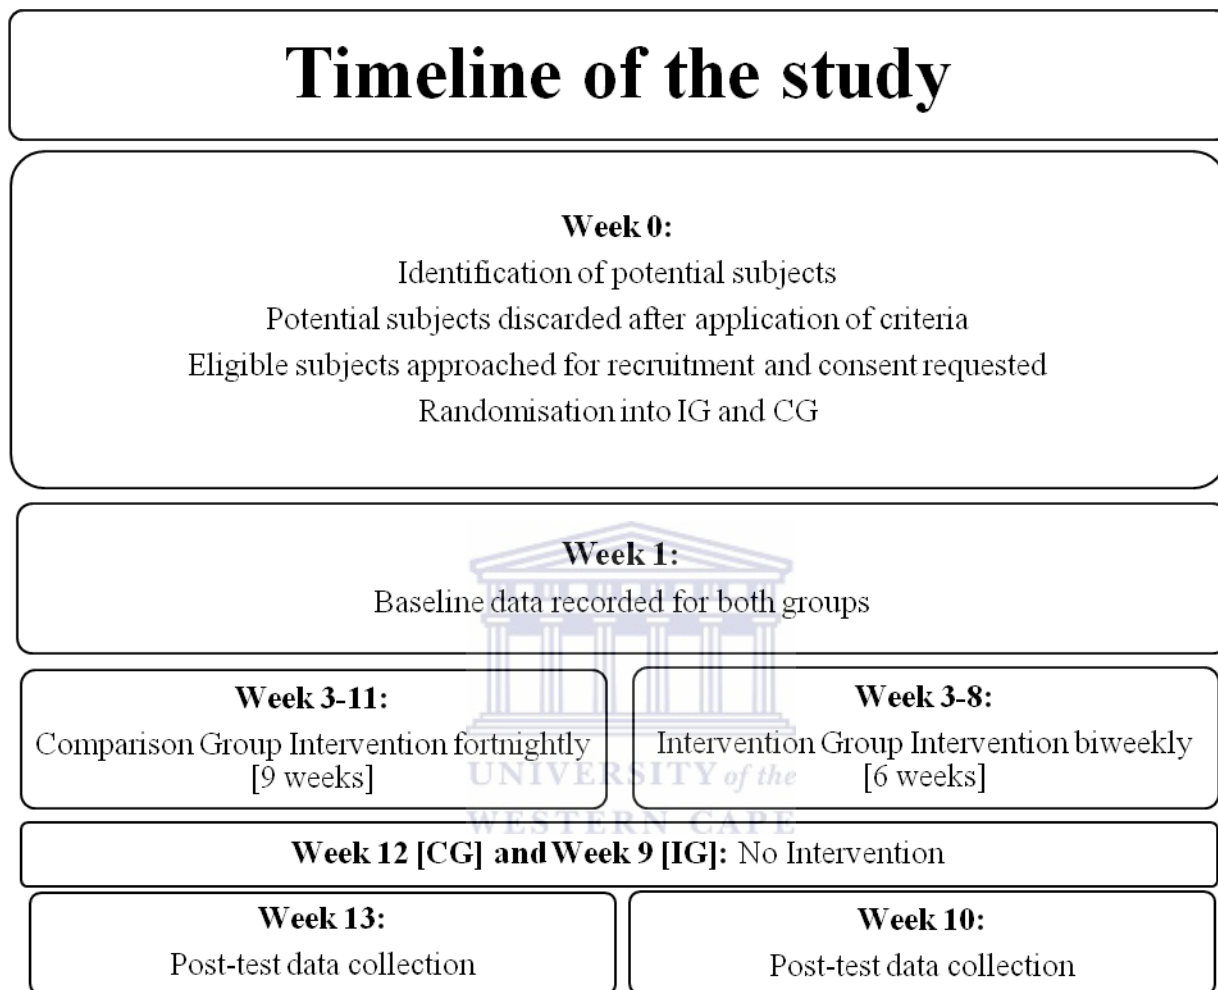 Timeline of the study
Week 0:
Identification of potential subjects
Potential subjects discarded after application of criteria
Eligible subjects approached for recruitment and consent requested
Randomisation into IG and CG
Week 1:
Baseline data recorded for both groups
Week 3-11:
Comparison Group Intervention fortnightly
[9 weeks]
Week 3-8:
Intervention Group Intervention biweekly
[6 weeks]
UNIVERSITY of the
WESTERN CAPE
Week 12 [CG] and Week 9 [IG]: No Intervention
Week 13:
Post-test data collection
Week 10:
Post-test data collection